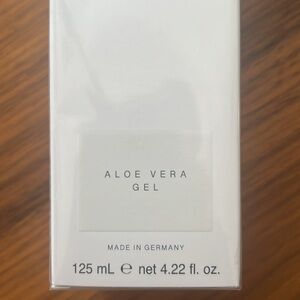 ALOE VERA
GEL
MADE IN GERMANY
125 mL ℮ net 4.22 fl. oz.